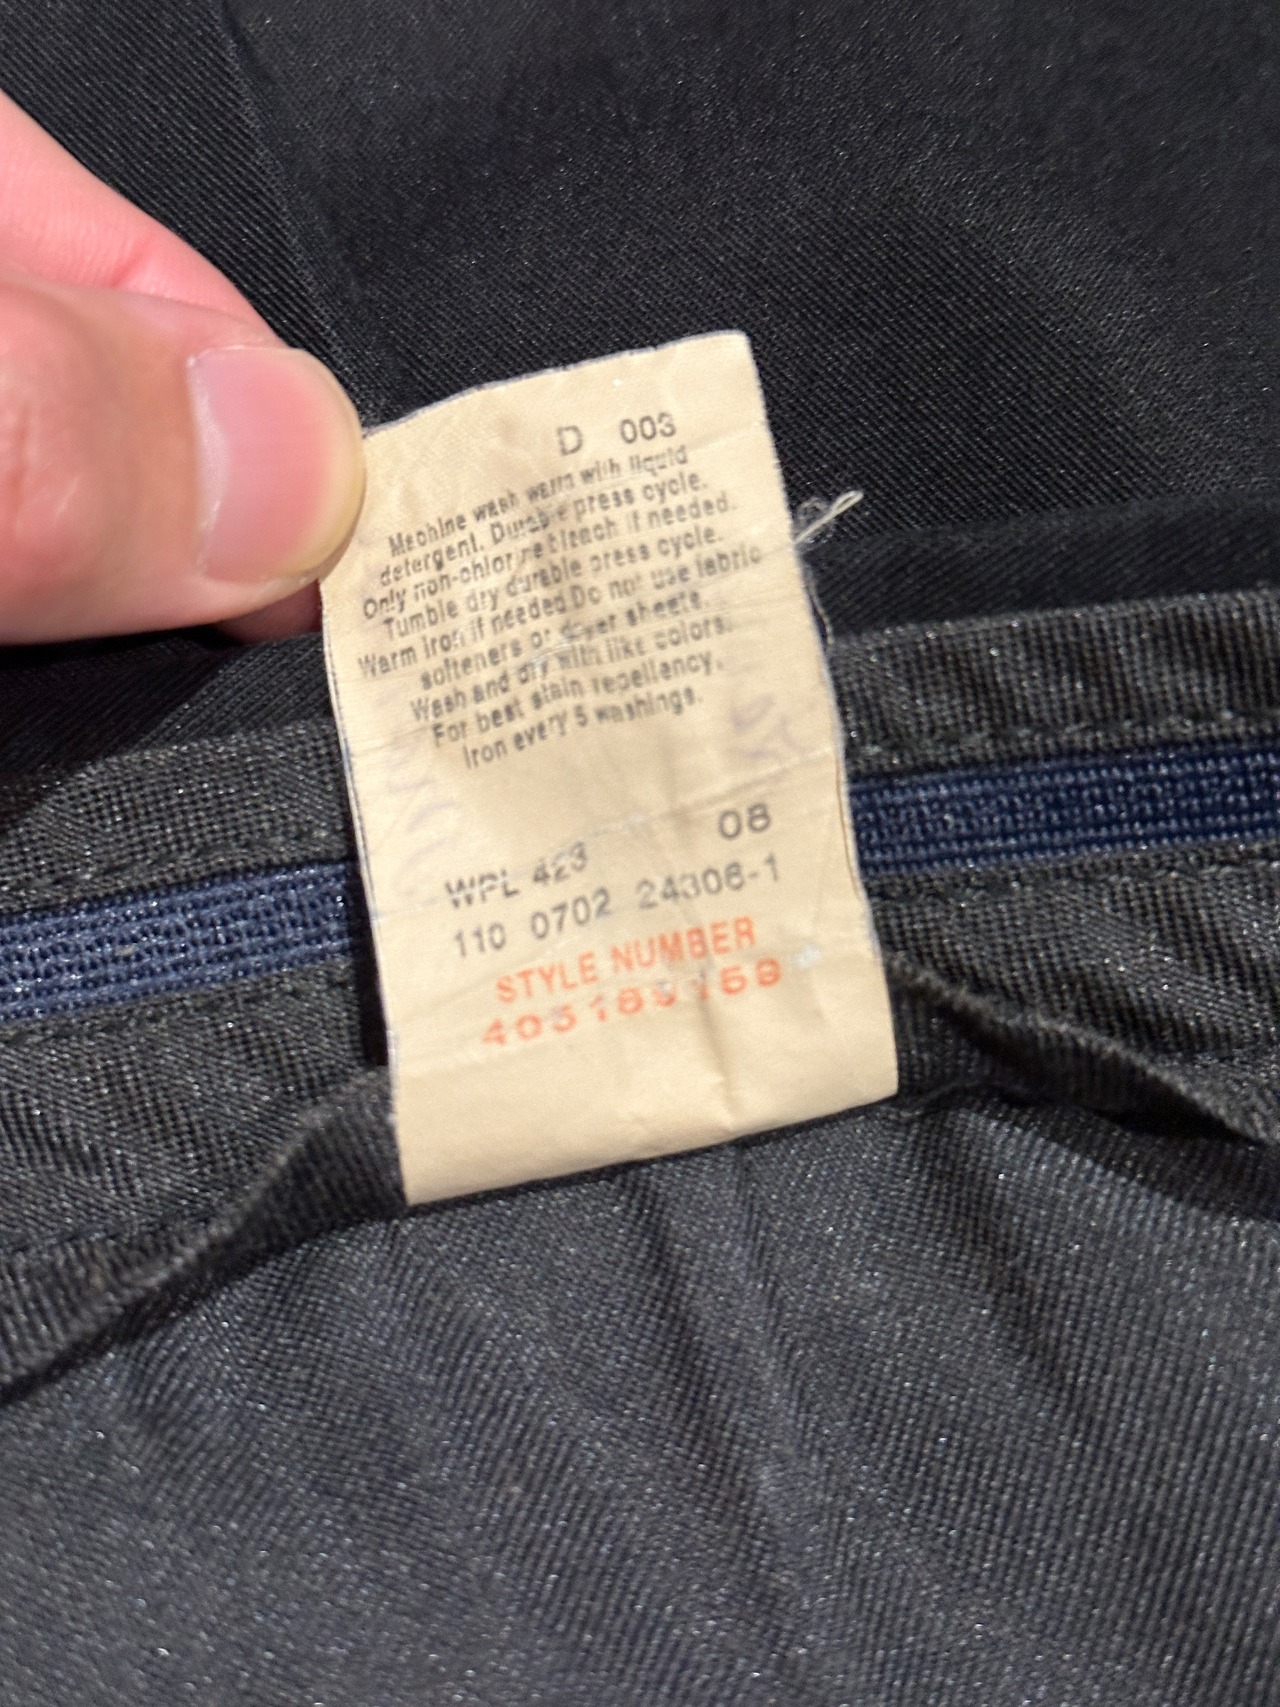 D 003
Machine wash warm with liquid
detergent. Durable press cycle.
Only non-chlorine bleach if needed.
Tumble dry durable press cycle.
Warm iron if needed Do not use fabric
softeners or dryer sheets.
Wash and dry with like colors.
For best stain repellency,
Iron every 5 washings.
08
WPL 423
110 0702 24306-1
STYLE NUMBER